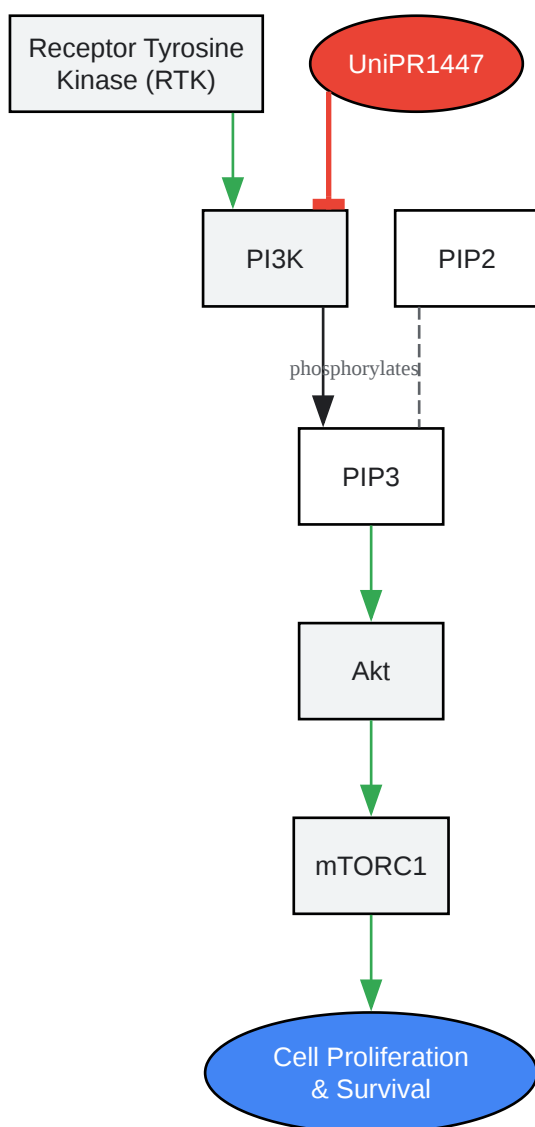 Receptor Tyrosine
Kinase (RTK)
UniPR1447
PI3K
PIP2
phosphorylates
PIP3
Akt
mTORC1
Cell Proliferation
& Survival